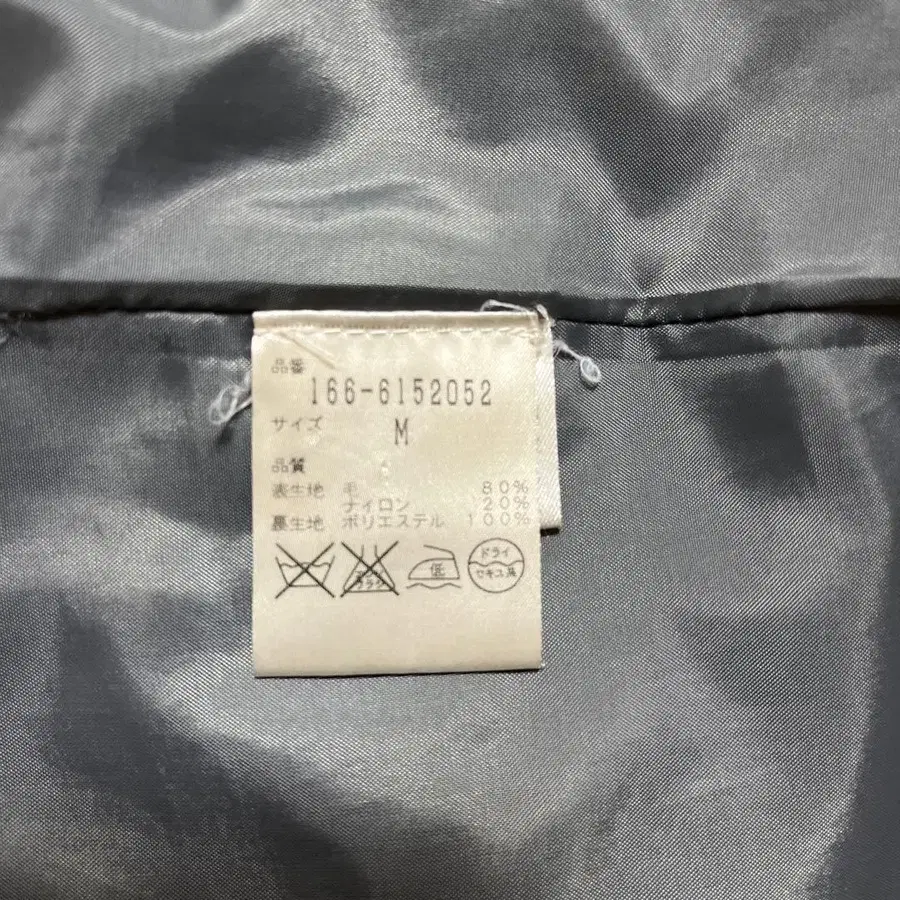 品番
166-6152052
サイズ
M
品質
表生地 毛 80%
ナイロン 20%
裏生地 ポリエステル 100%
低
ドライ
セキユ系